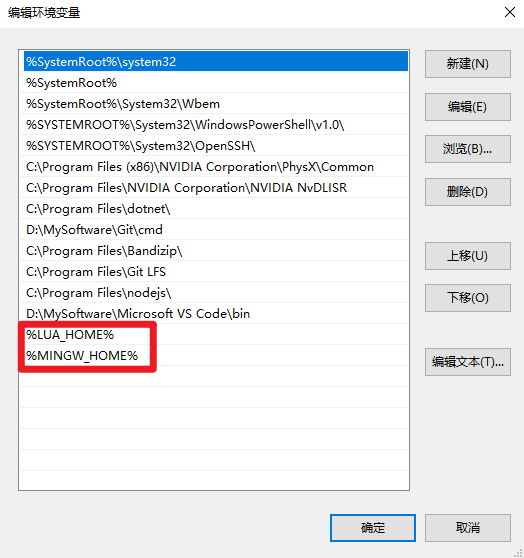 编辑环境变量
%SystemRoot%\system32
%SystemRoot%
%SystemRoot%\System32\Wbem
%SYSTEMROOT%\System32\WindowsPowerShell\v1.0\
%SYSTEMROOT%\System32\OpenSSH\
C:\Program Files (x86)\NVIDIA Corporation\PhysX\Common
C:\Program Files\NVIDIA Corporation\NVIDIA NvDLISR
C:\Program Files\dotnet\
D:\MySoftware\Git\cmd
C:\Program Files\Bandizip\
C:\Program Files\Git LFS
C:\Program Files\nodejs\
D:\MySoftware\Microsoft VS Code\bin
%LUA_HOME%
%MINGW_HOME%
新建(N)
编辑(E)
浏览(B)...
删除(D)
上移(U)
下移(O)
编辑文本(T)...
确定
取消